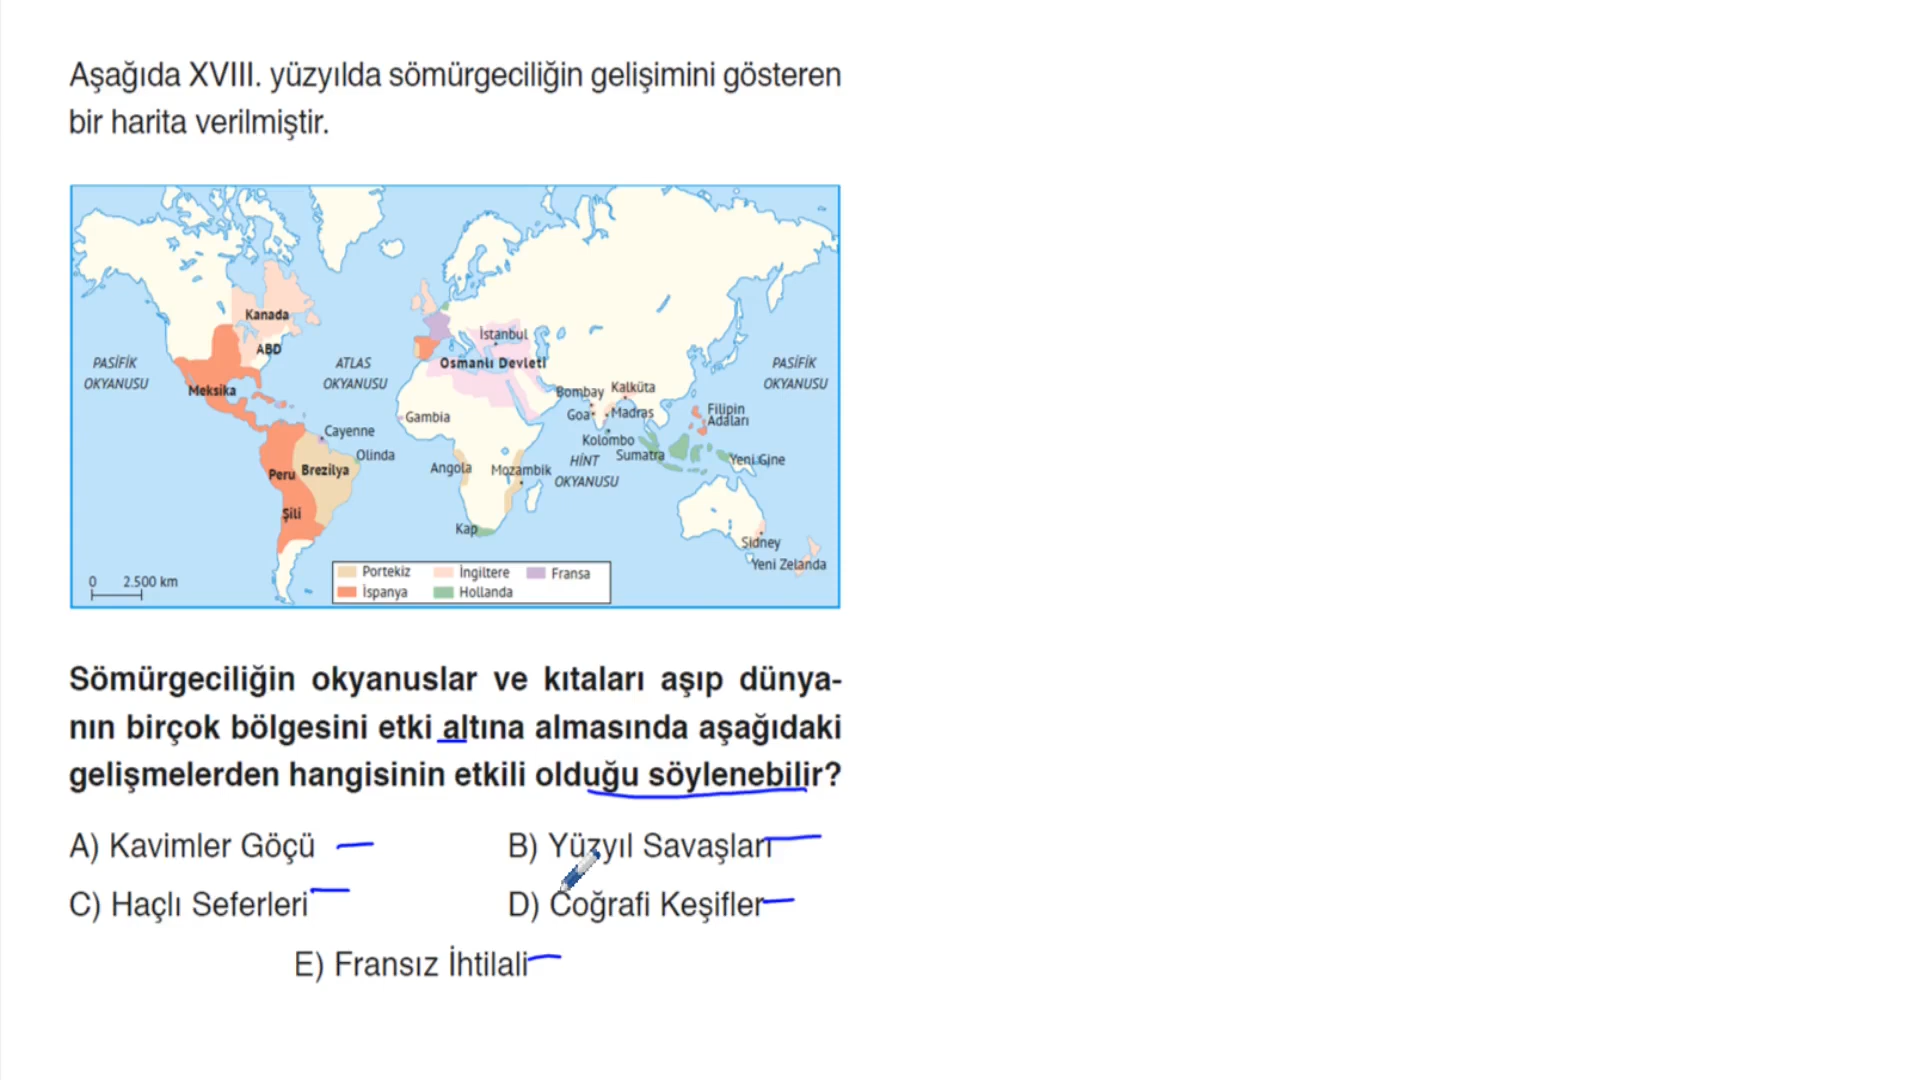 Aşağıda XVIII. yüzyılda sömürgeciliğin gelişimini gösteren
bir harita verilmiştir.
Kanada
ABD
PASİFİK
OKYANUSU
ATLAS
OKYANUSU
İstanbul
Osmanlı Devleti
PASİFİK
OKYANUSU
Meksika
Bombay
Kalküta
Gambia
Goa
Madras
Filipin
Adaları
Cayenne
Kolombo
Olinda
Sumatra
Peru
Brezilya
Angola
Mozambik
HİNT
OKYANUSU
Yeni Gine
Şili
Kap
Sidney
Yeni Zelanda
0 2.500 km
Portekiz
İngiltere
Fransa
İspanya
Hollanda
Sömürgeciliğin okyanuslar ve kıtaları aşıp dünya-
nın birçok bölgesini etki altına almasında aşağıdaki
gelişmelerden hangisinin etkili olduğu söylenebilir?
A) Kavimler Göçü
B) Yüzyıl Savaşları
C) Haçlı Seferleri
D) Coğrafi Keşifler
E) Fransız İhtilali